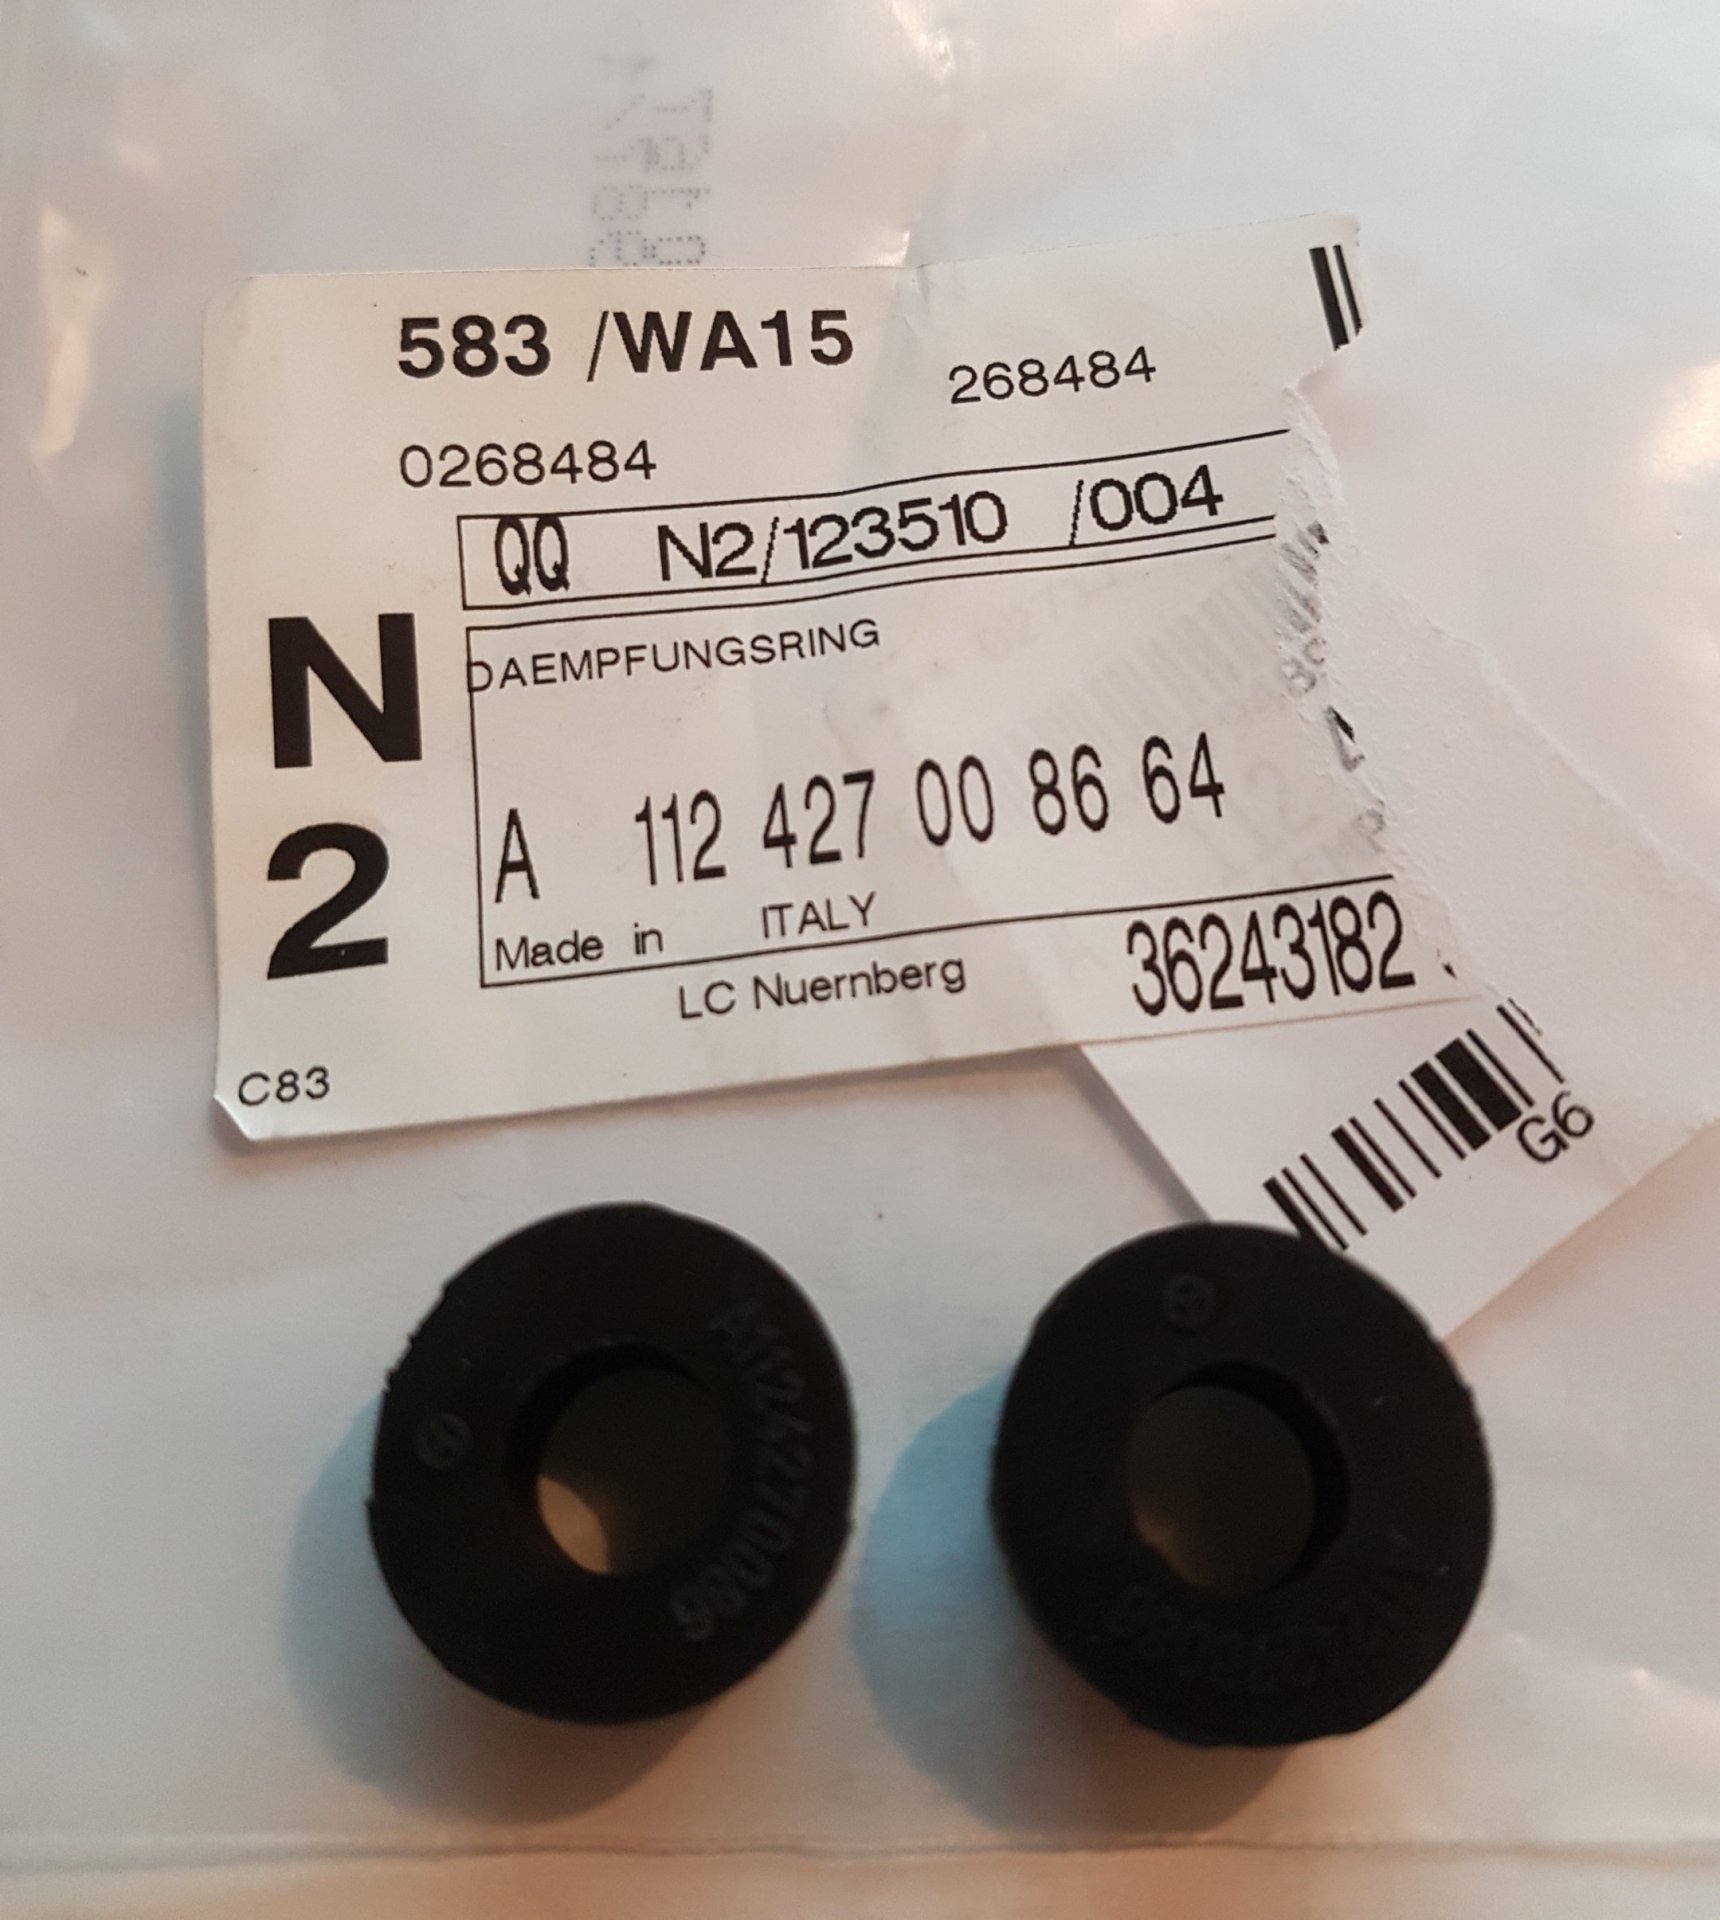 583 /WA15
268484
0268484
QQ N2/123510 /004
N
2
DAEMPFUNGSRING
A 112 427 00 86 64
Made in ITALY
LC Nuernberg
36243182
C83
G6
A1124270086